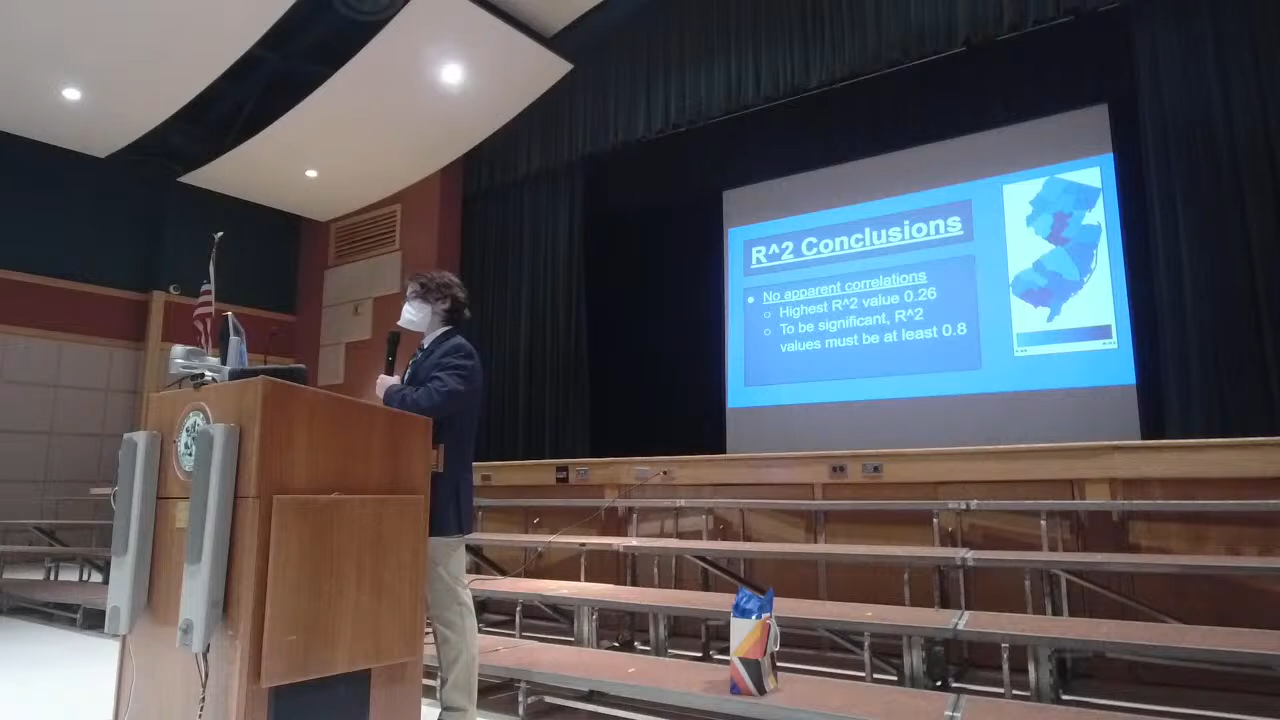 R^2 Conclusions
No apparent correlations
Highest R^2 value 0.26
To be significant, R^2
values must be at least 0.8